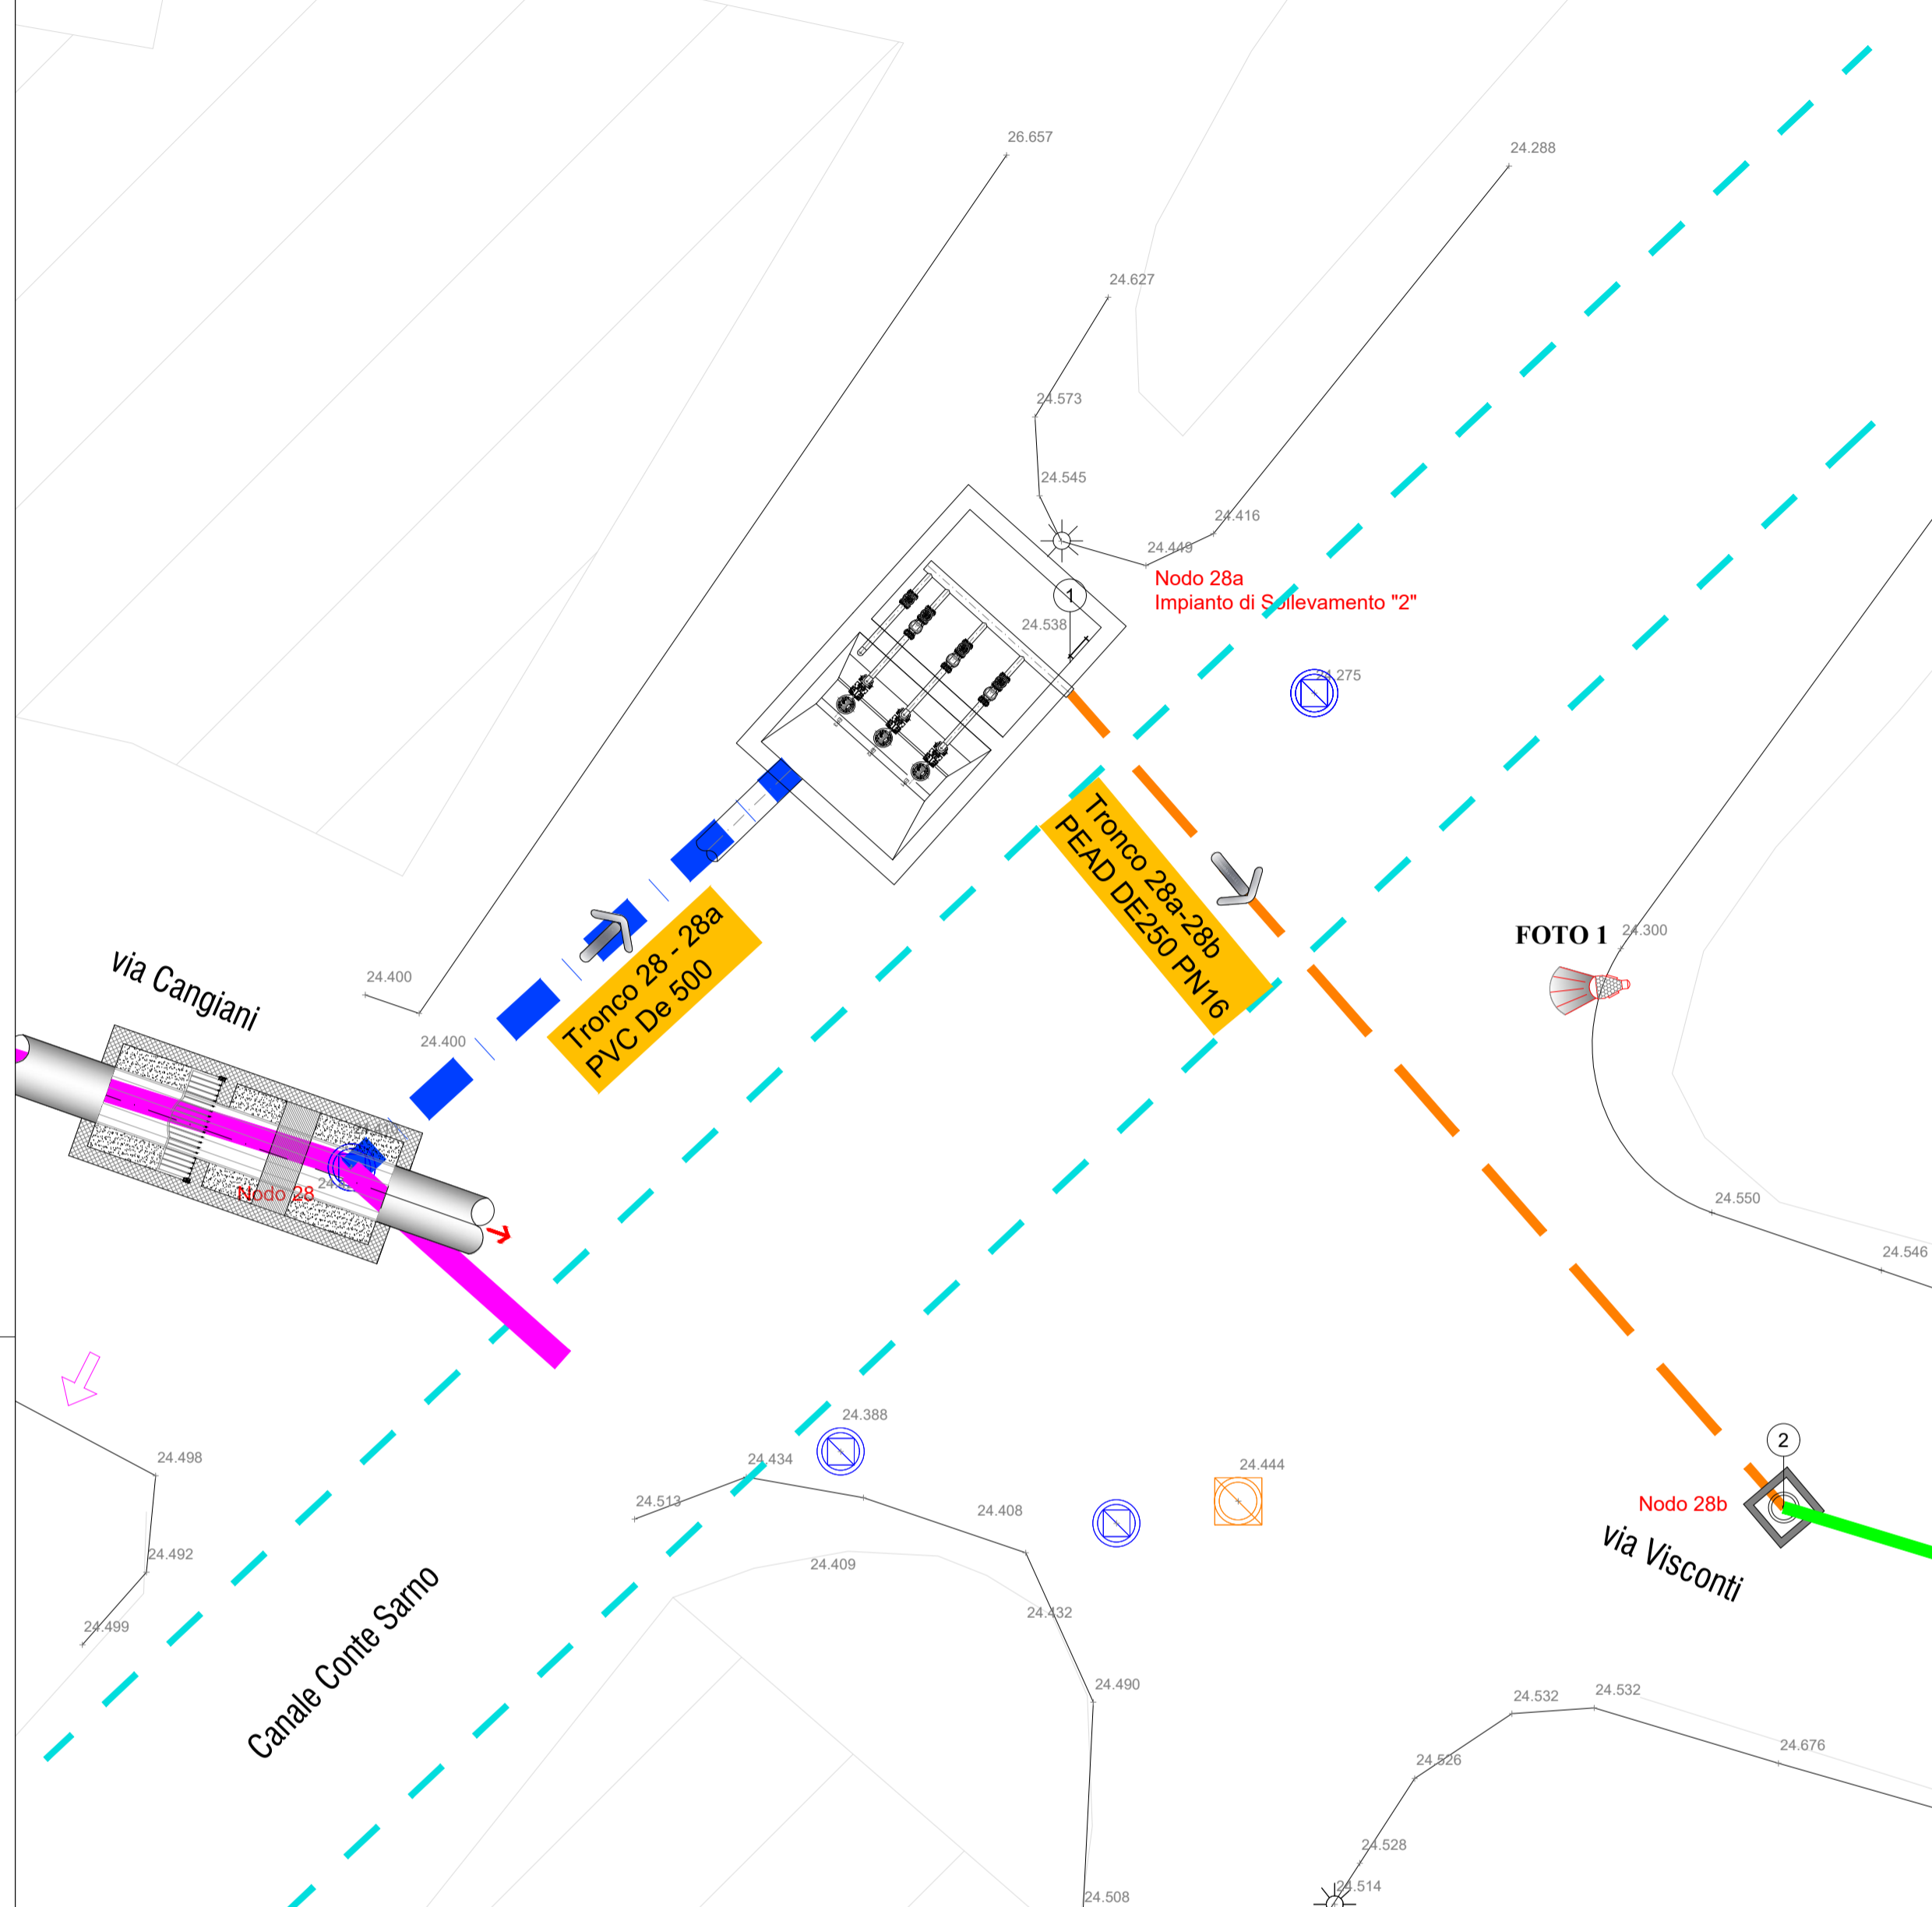 26.657
24.288
24.627
24.573
24.545
24.416
24.449
Nodo 28a
Impianto di Sollevamento "2"
1
24.538
24.275
Tronco 28a-28b
PEAD DE250 PN16
Tronco 28 - 28a
PVC De 500
FOTO 1
24.300
via Cangiani
24.400
24.400
Nodo 28
24.550
24.546
24.388
24.434
24.444
24.498
24.513
24.408
2
Nodo 28b
via Visconti
24.492
24.409
24.499
24.432
Canale Conte Sarno
24.490
24.532
24.532
24.676
24.526
24.528
24.514
24.508